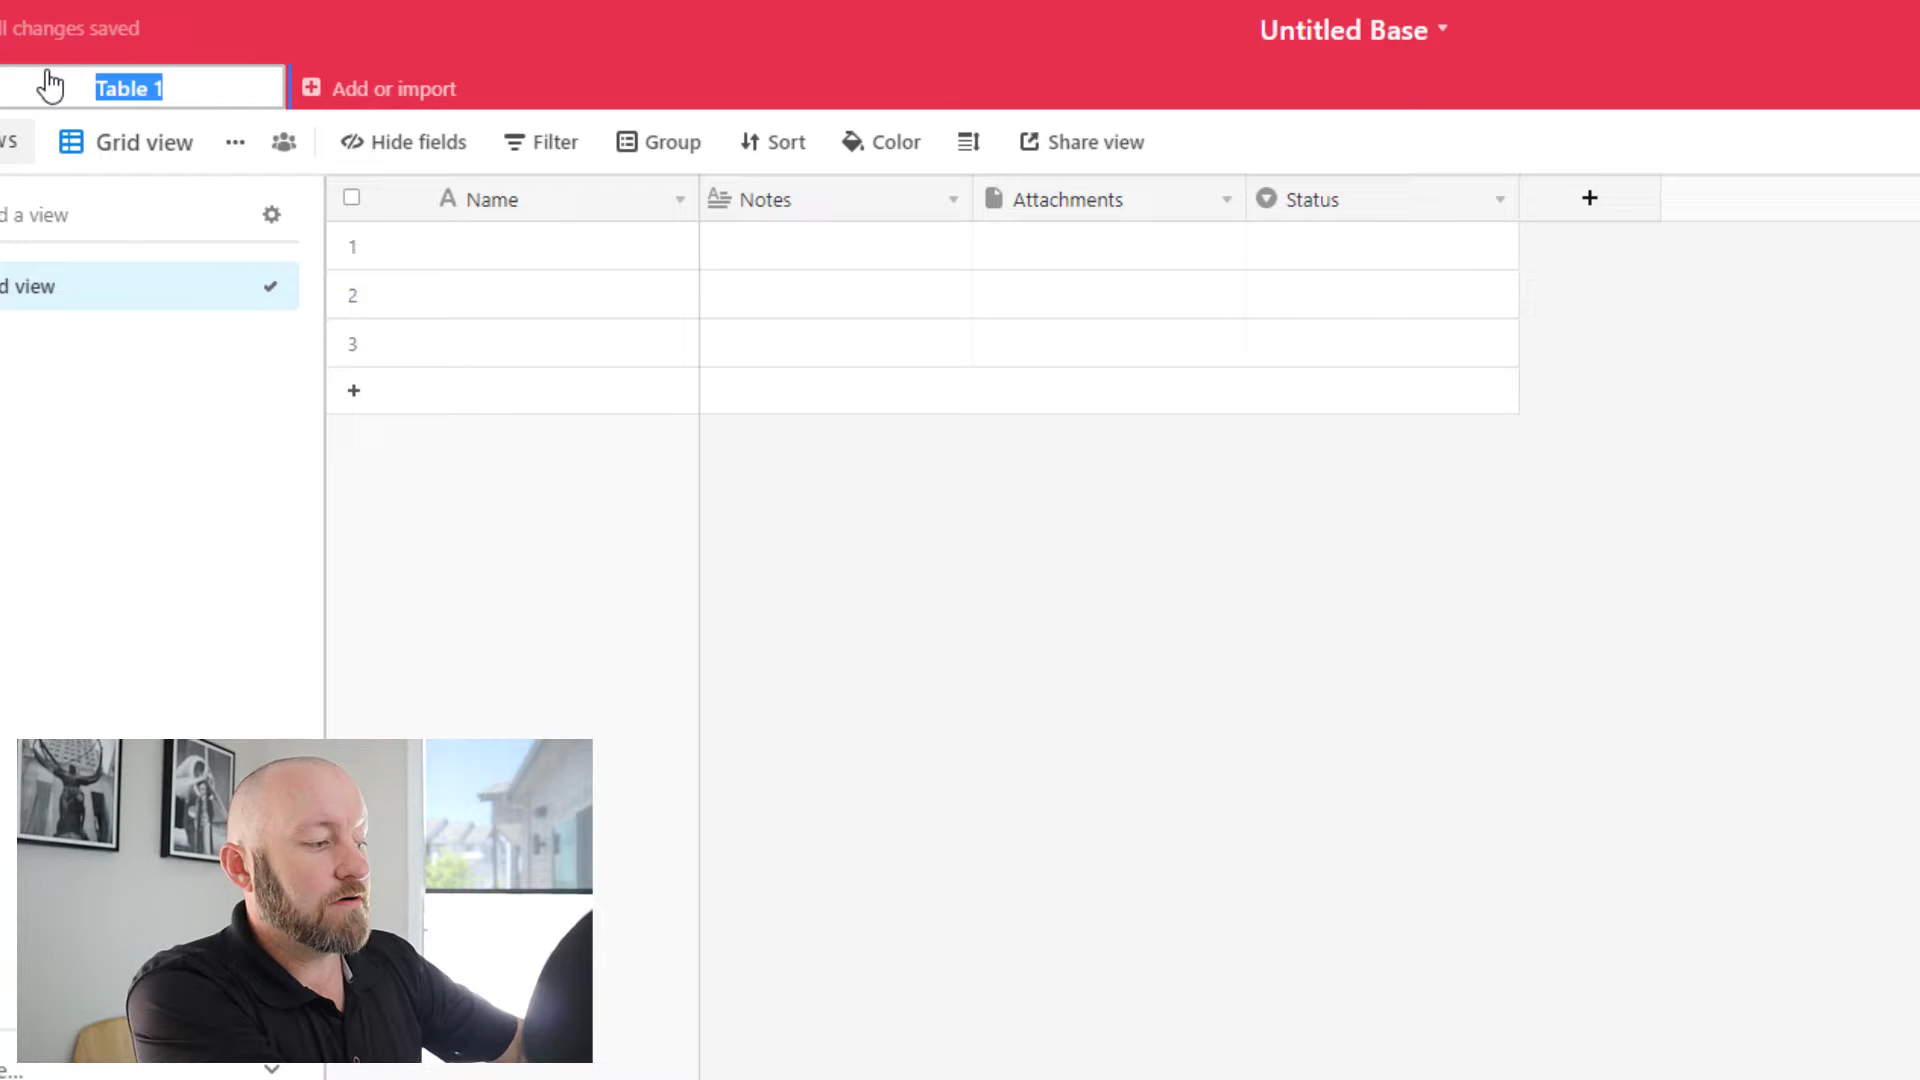 ll changes saved
Untitled Base
Table 1
Add or import
WS
Grid view
Hide fields
Filter
Group
Sort
Color
Share view
d a view
d view
Name
Notes
Attachments
Status
1
2
3
e...